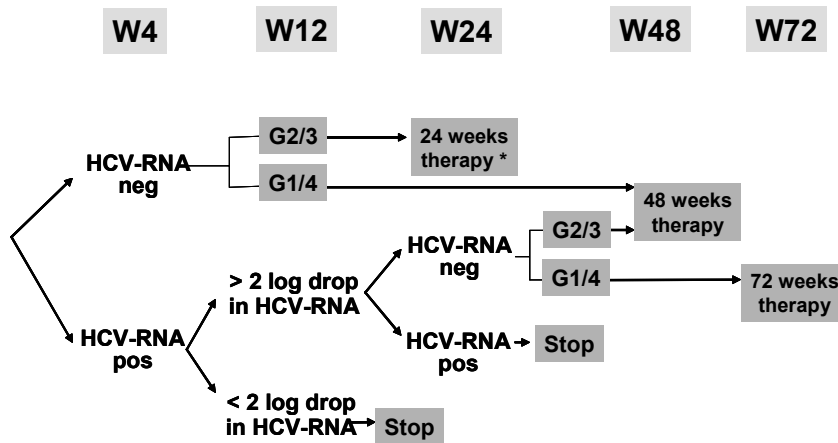 W4
W12
W24
W48
W72
G2/3
24 weeks
therapy *
HCV-RNA
neg
G1/4
48 weeks
therapy
G2/3
HCV-RNA
neg
G1/4
72 weeks
therapy
> 2 log drop
in HCV-RNA
HCV-RNA
pos
HCV-RNA
pos
Stop
< 2 log drop
in HCV-RNA
Stop